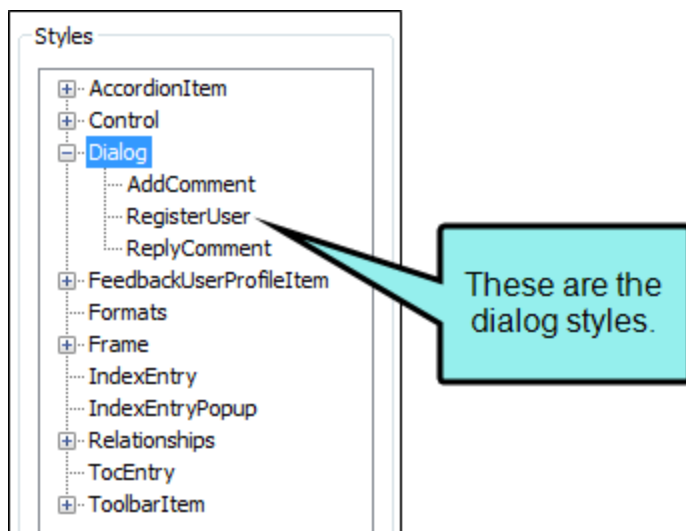 Styles
AccordionItem
Control
Dialog
AddComment
RegisterUser
ReplyComment
FeedbackUserProfileItem
Formats
Frame
IndexEntry
IndexEntryPopup
Relationships
TocEntry
ToolbarItem
These are the
dialog styles.